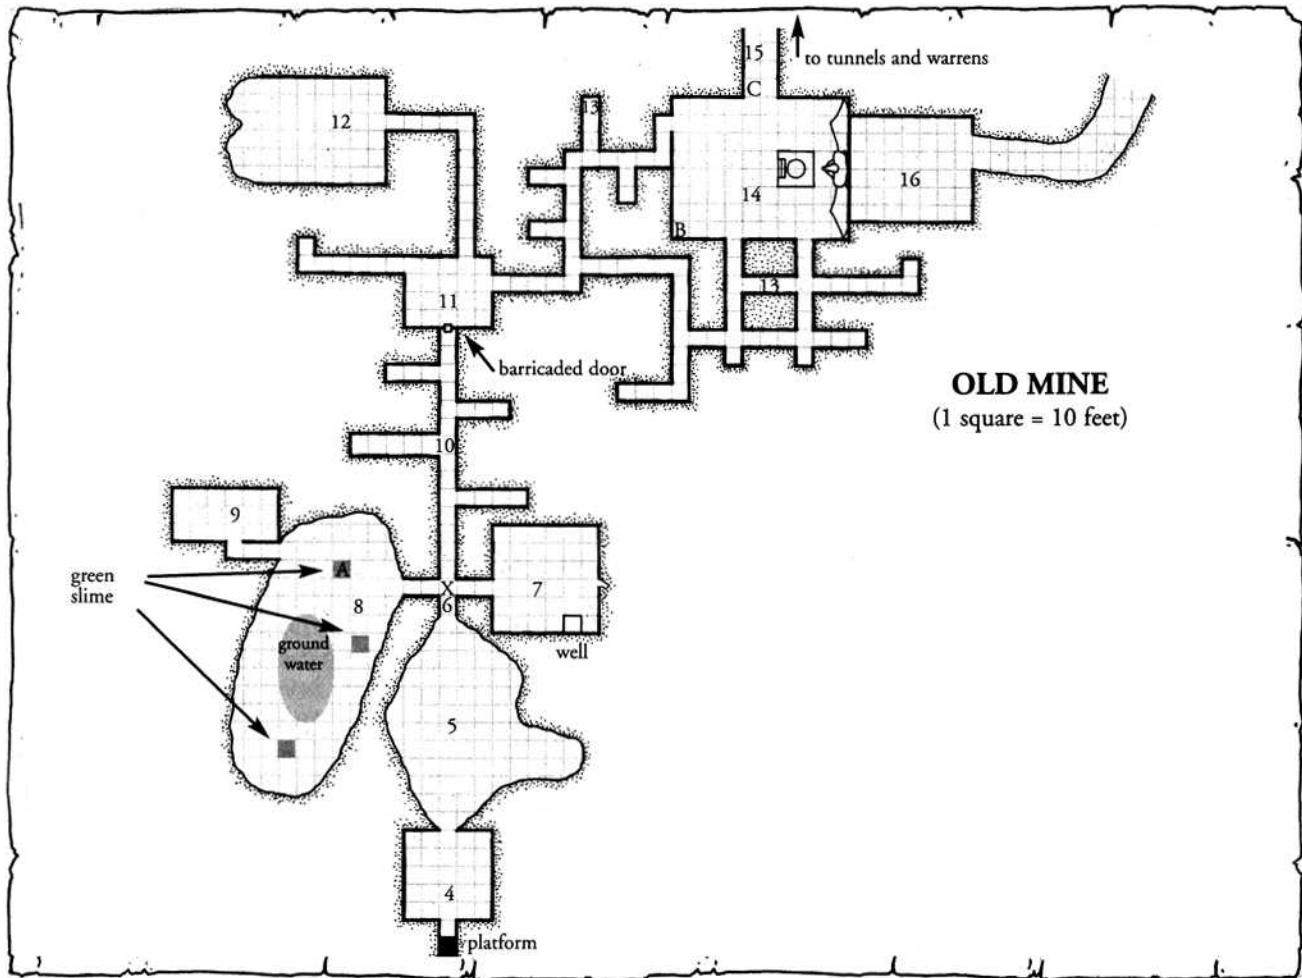 15
to tunnels and warrens
C
13
12
16
14
B
13
11
barricaded door
OLD MINE
(1 square = 10 feet)
10
9
A
green
slime
X
7
8
6
ground
water
well
5
4
platform